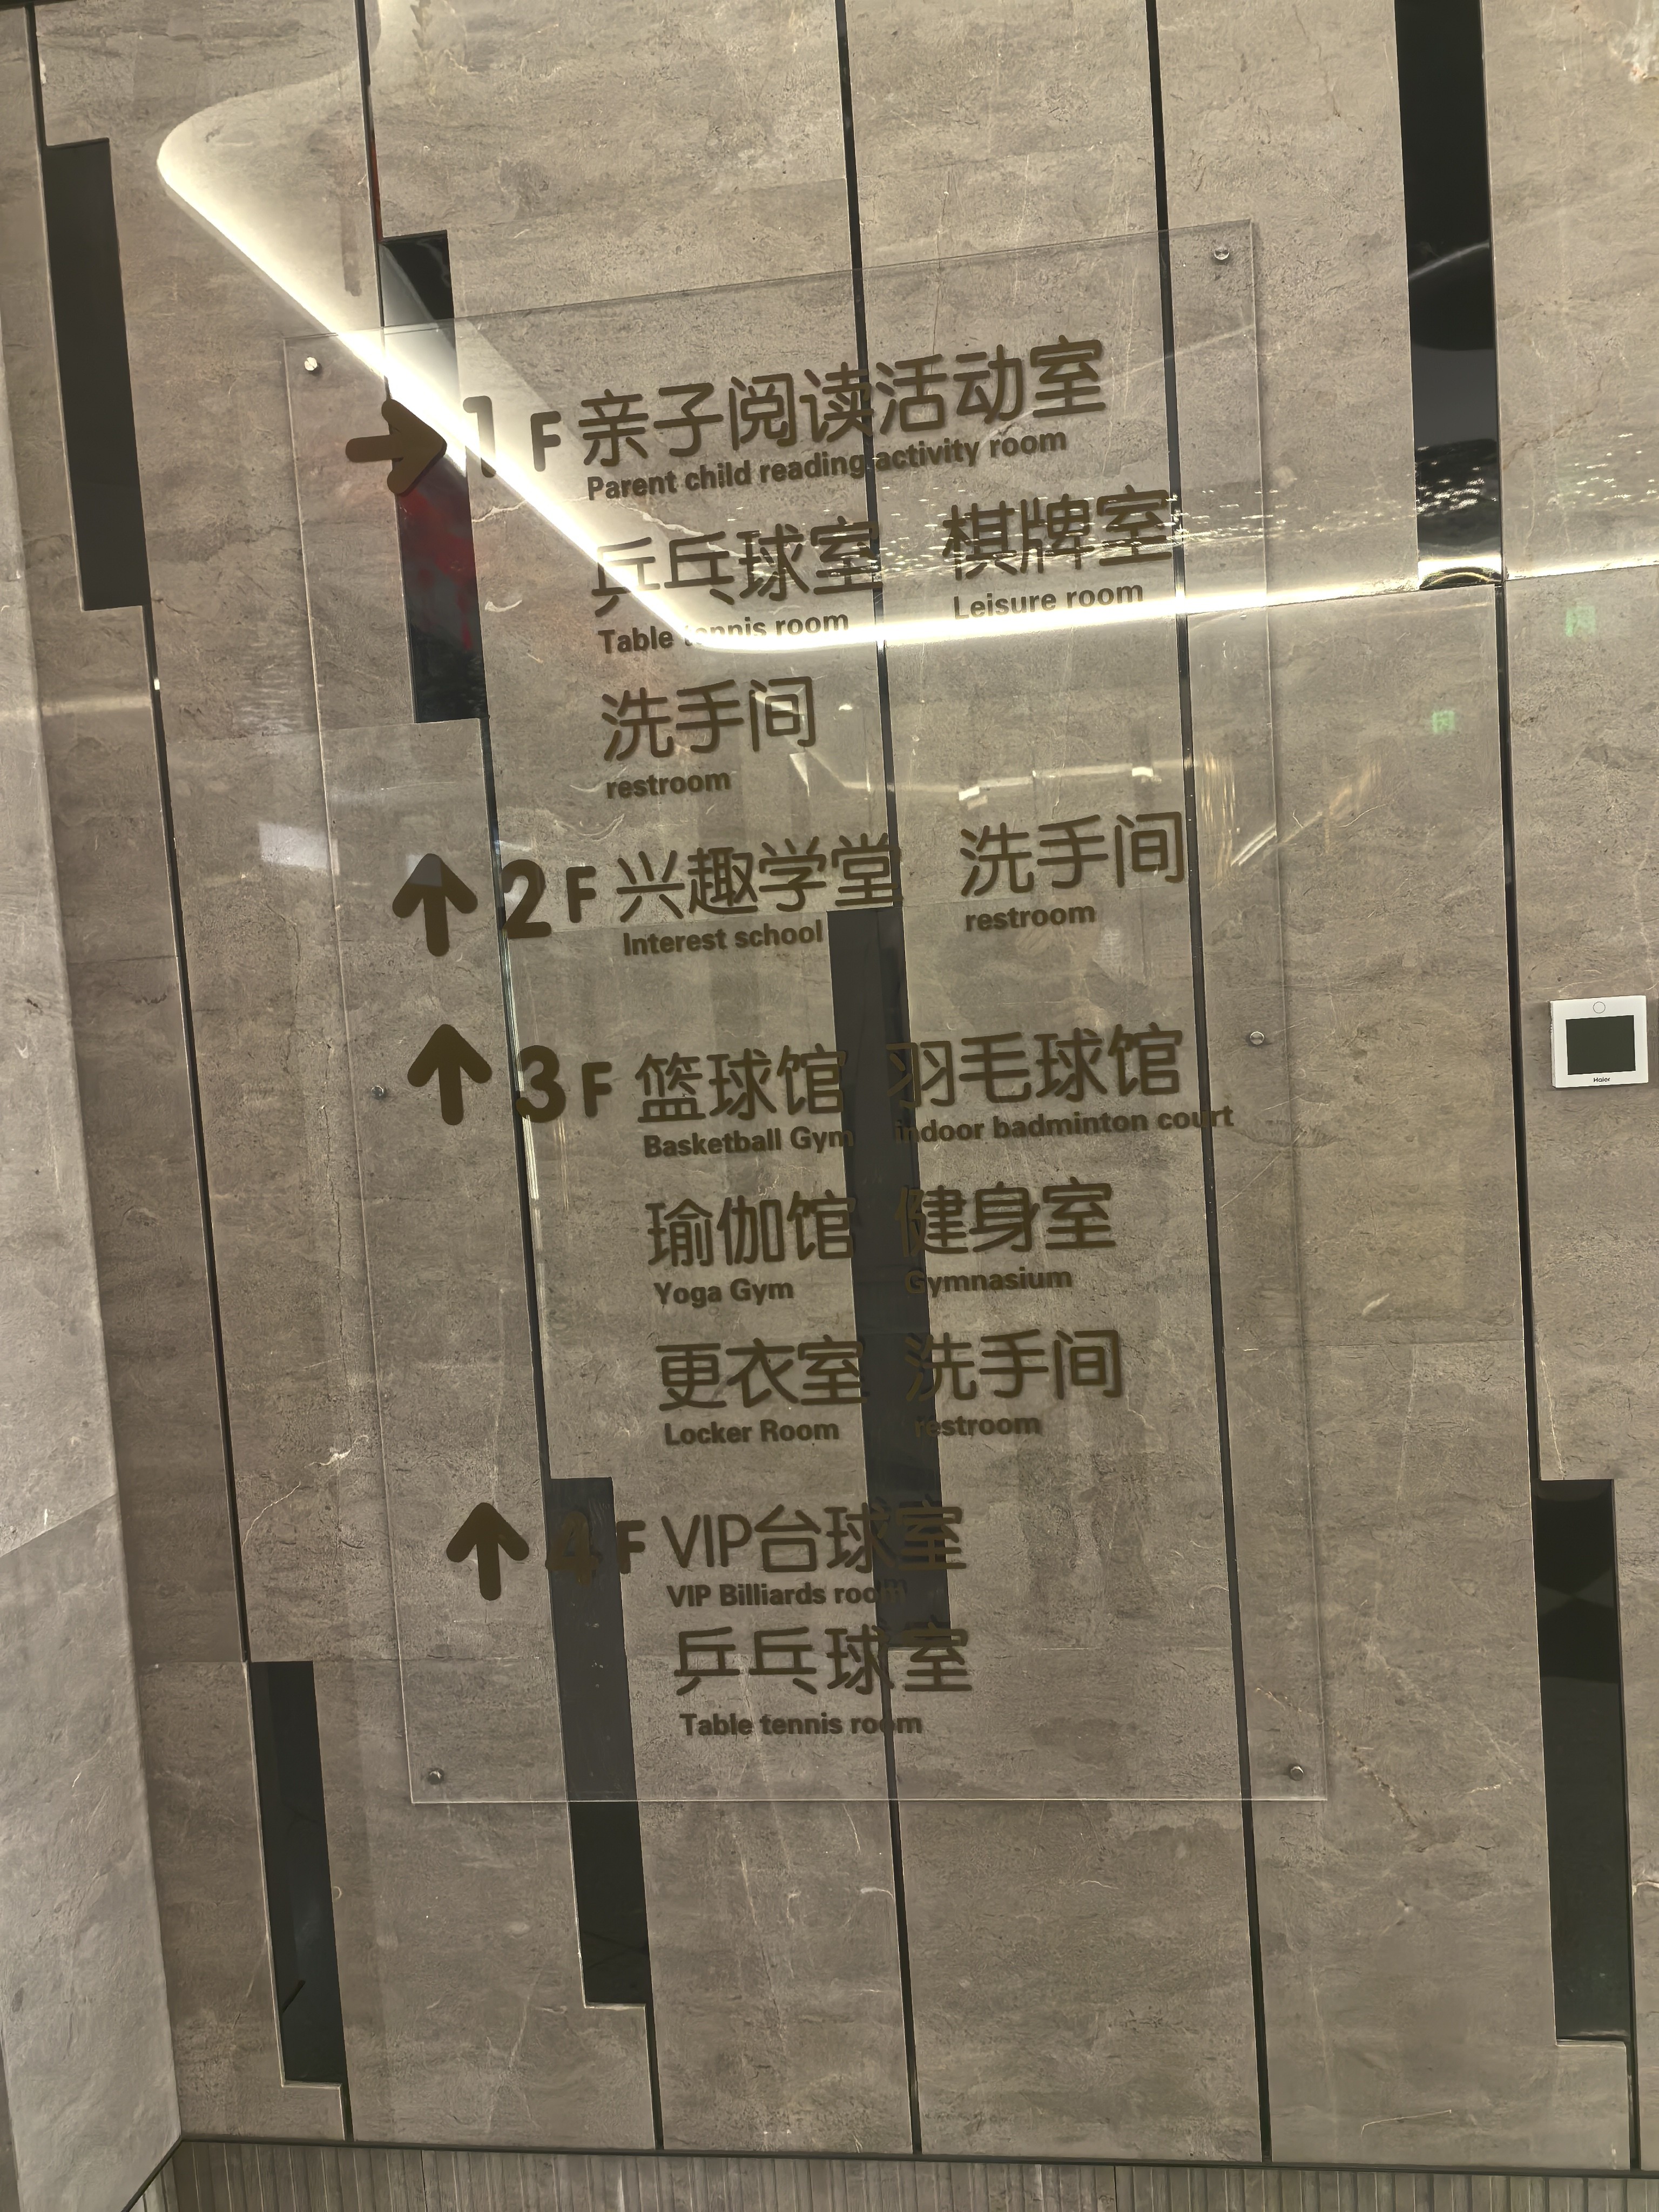 1F 亲子阅读活动室
Parent child reading activity room
乒乓球室 棋牌室
Table tennis room Leisure room
洗手间
restroom
2F 兴趣学堂 洗手间
Interest school restroom
3F 篮球馆 羽毛球馆
Basketball Gym indoor badminton court
瑜伽馆 健身室
Yoga Gym Gymnasium
更衣室 洗手间
Locker Room restroom
4F VIP台球室
VIP Billiards room
乒乓球室
Table tennis room
Haier